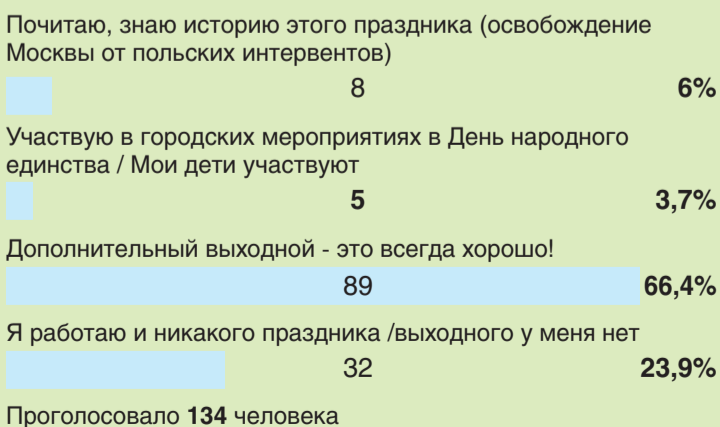 Почитаю, знаю историю этого праздника (освобождение
Москвы от польских интервентов)
8 6%
Участвую в городских мероприятиях в День народного
единства / Мои дети участвуют
5 3,7%
Дополнительный выходной - это всегда хорошо!
89 66,4%
Я работаю и никакого праздника /выходного у меня нет
32 23,9%
Проголосовало 134 человека